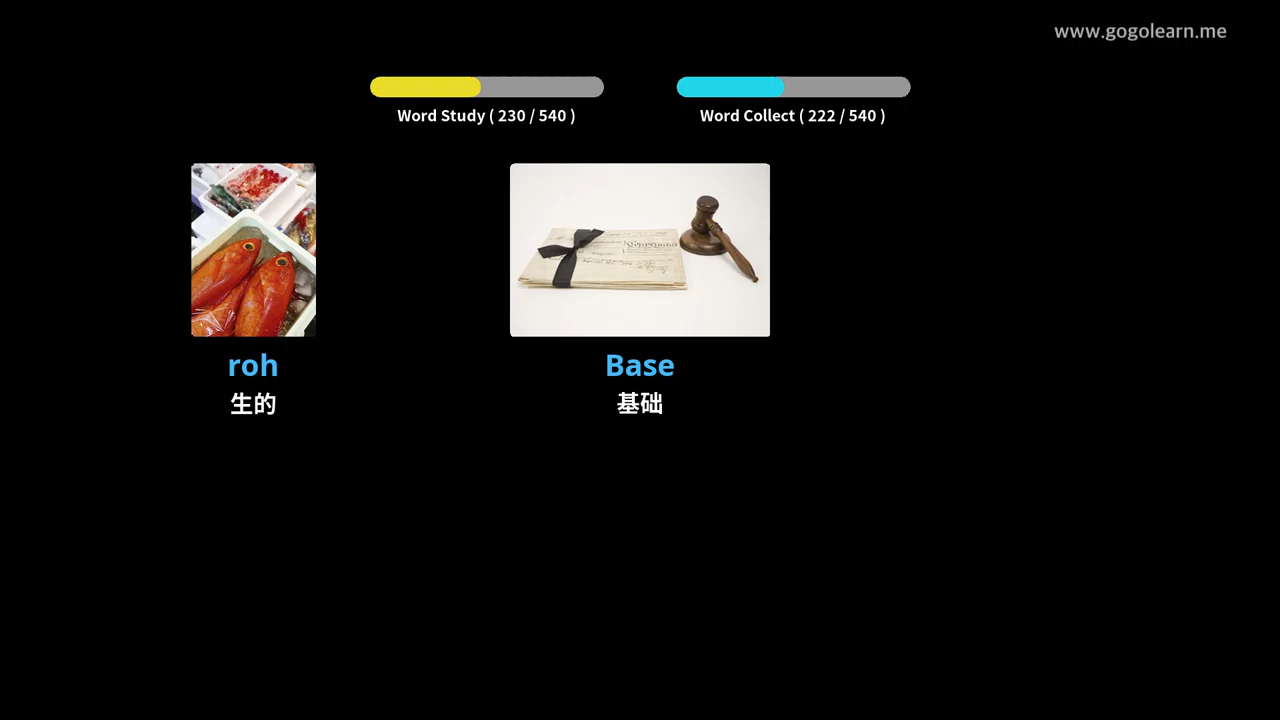 www.gogolearn.me
Word Study ( 230 / 540 )
Word Collect ( 222 / 540 )
roh
生的
Base
基础